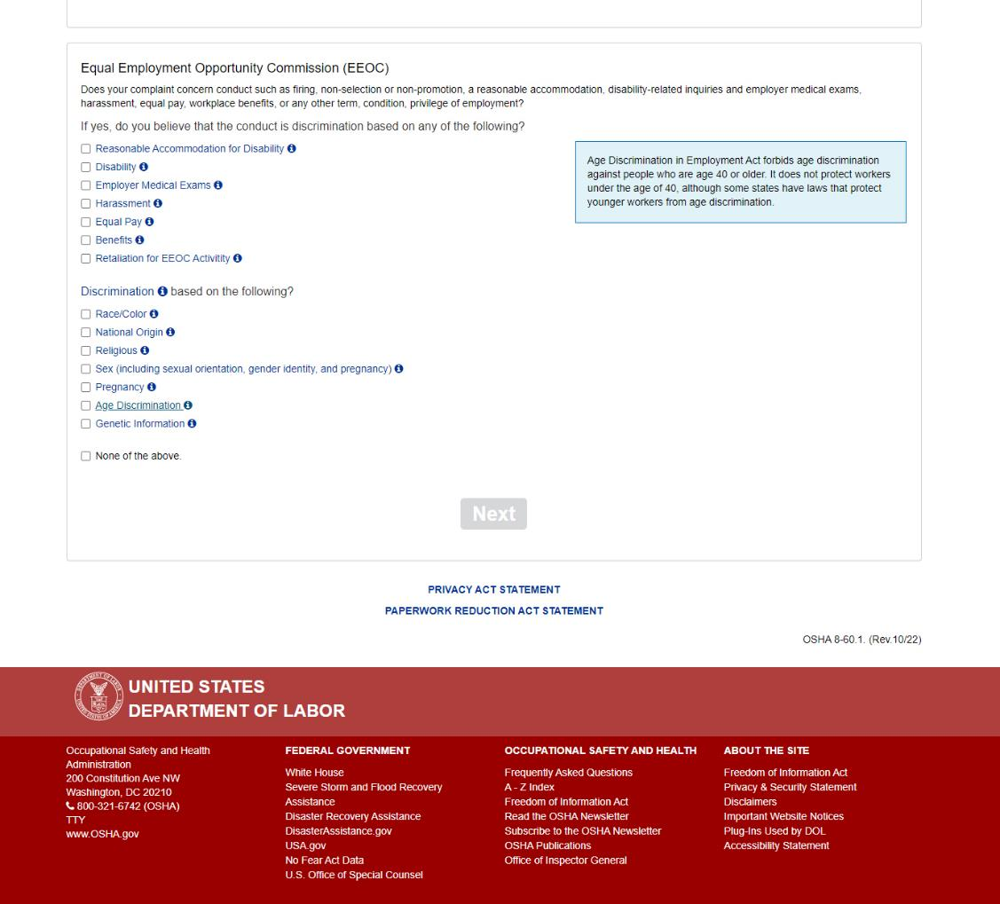 Equal Employment Opportunity Commission (EEOC)
Does your complaint concern conduct such as firing, non-selection or non-promotion, a reasonable accommodation, disability-related inquiries and employer medical exams,
harassment, equal pay, workplace benefits, or any other term, condition, privilege of employment?
If yes, do you believe that the conduct is discrimination based on any of the following?
Reasonable Accommodation for Disability
Disability
Employer Medical Exams
Harassment
Equal Pay
Benefits
Retaliation for EEOC Activitity
Age Discrimination in Employment Act forbids age discrimination
against people who are age 40 or older. It does not protect workers
under the age of 40, although some states have laws that protect
younger workers from age discrimination.
Discrimination based on the following?
Race/Color
National Origin
Religious
Sex (including sexual orientation, gender identity, and pregnancy)
Pregnancy
Age Discrimination
Genetic Information
None of the above.
Next
PRIVACY ACT STATEMENT
PAPERWORK REDUCTION ACT STATEMENT
OSHA 8-60.1. (Rev.10/22)
UNITED STATES
DEPARTMENT OF LABOR
Occupational Safety and Health
Administration
200 Constitution Ave NW
Washington, DC 20210
800-321-6742 (OSHA)
TTY
www.OSHA.gov
FEDERAL GOVERNMENT
White House
Severe Storm and Flood Recovery
Assistance
Disaster Recovery Assistance
DisasterAssistance.gov
USA.gov
No Fear Act Data
U.S. Office of Special Counsel
OCCUPATIONAL SAFETY AND HEALTH
Frequently Asked Questions
A - Z Index
Freedom of Information Act
Read the OSHA Newsletter
Subscribe to the OSHA Newsletter
OSHA Publications
Office of Inspector General
ABOUT THE SITE
Freedom of Information Act
Privacy & Security Statement
Disclaimers
Important Website Notices
Plug-Ins Used by DOL
Accessibility Statement